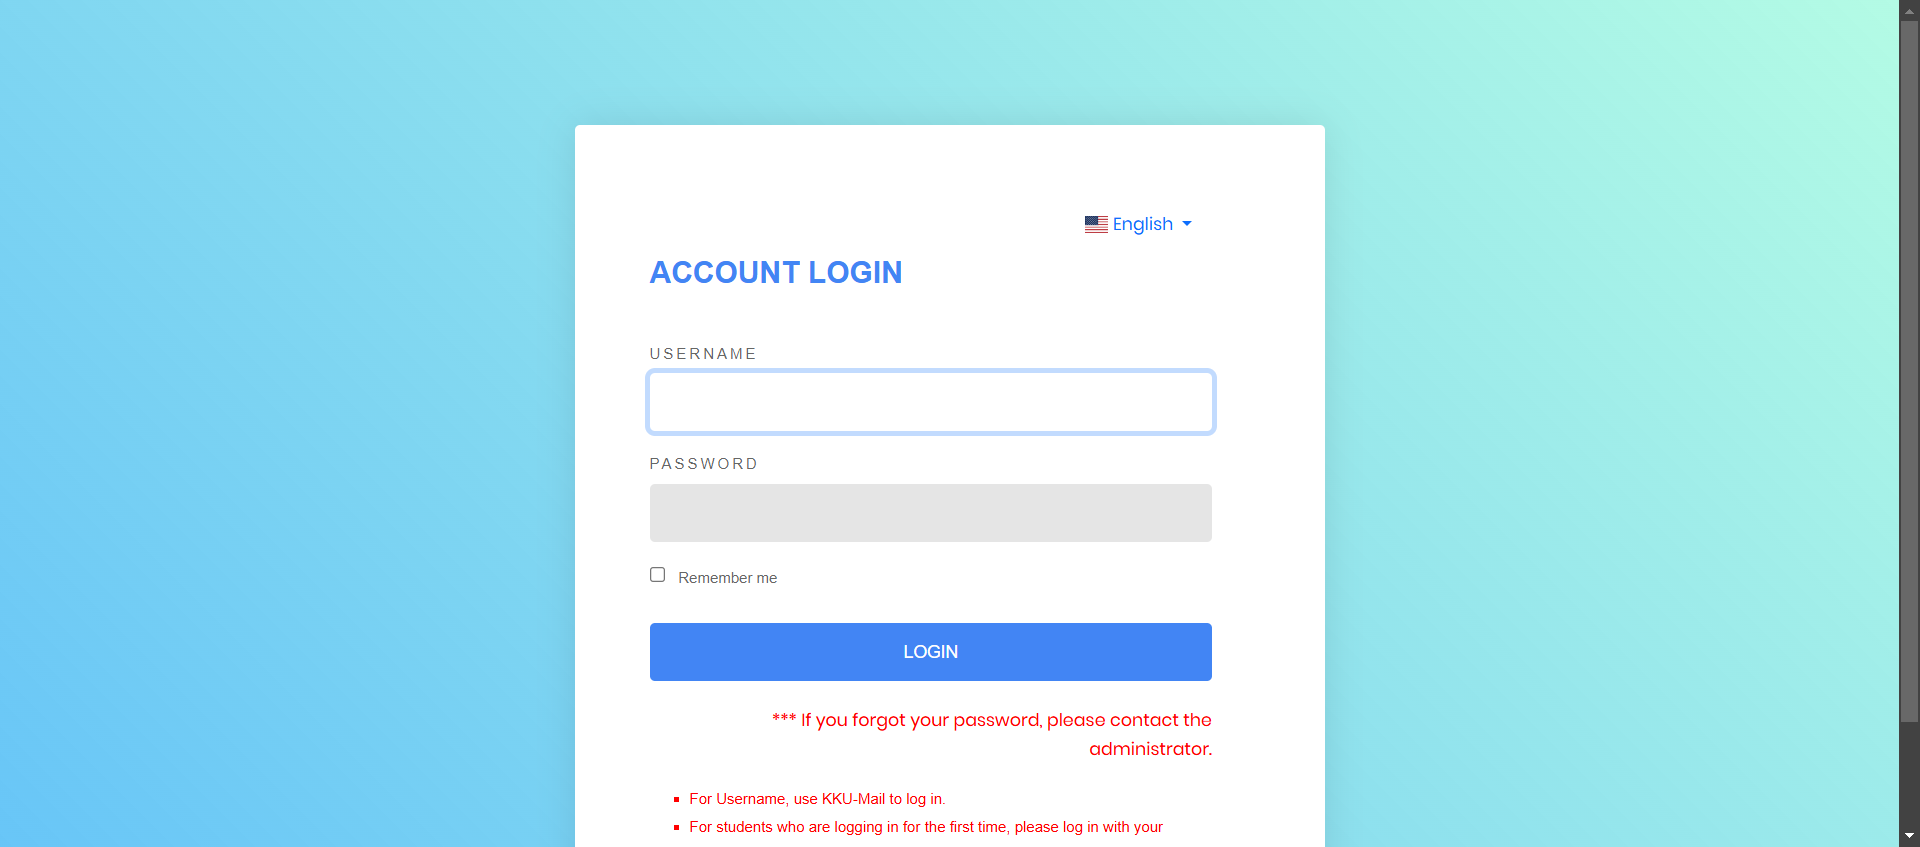 English
ACCOUNT LOGIN
USERNAME
PASSWORD
Remember me
LOGIN
*** If you forgot your password, please contact the
administrator.
For Username, use KKU-Mail to log in.
For students who are logging in for the first time, please log in with your